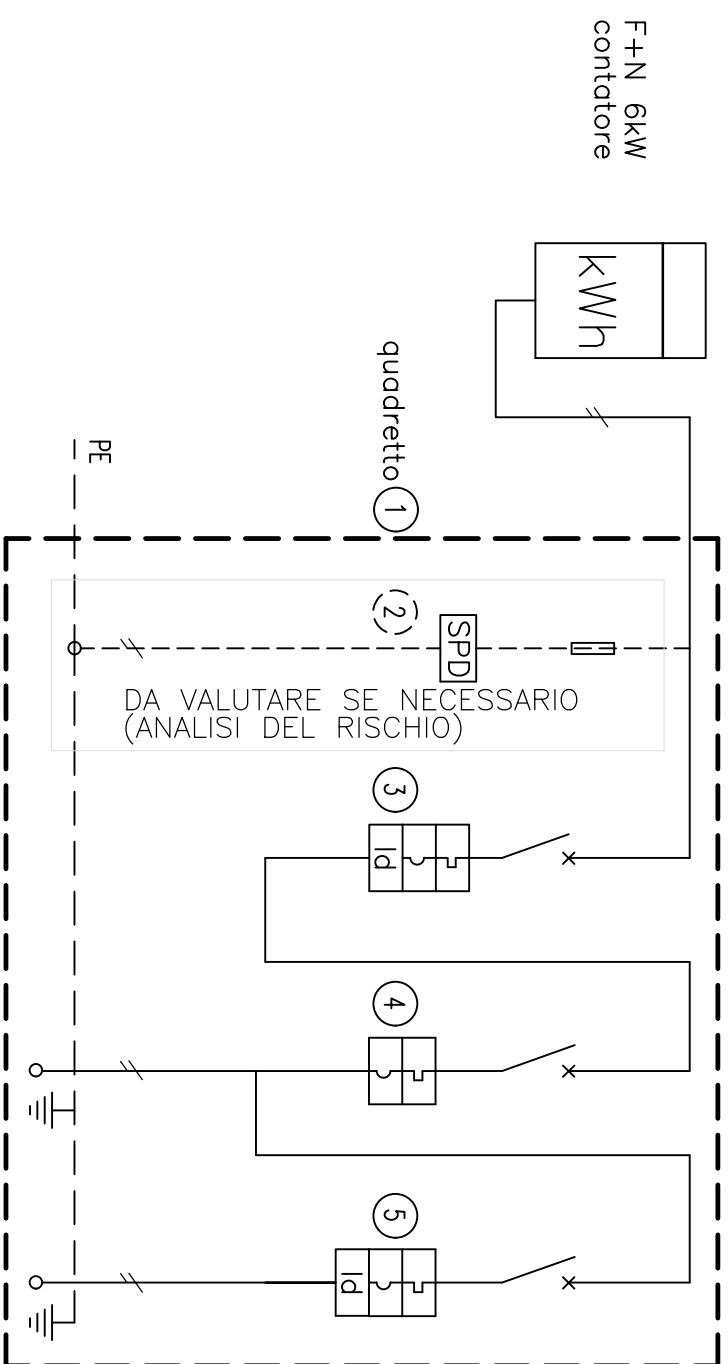 F+N 6kW
contatore
kWh
quadretto
1
PE
2
SPD
DA VALUTARE SE NECESSARIO
(ANALISI DEL RISCHIO)
3
Id
4
5
Id